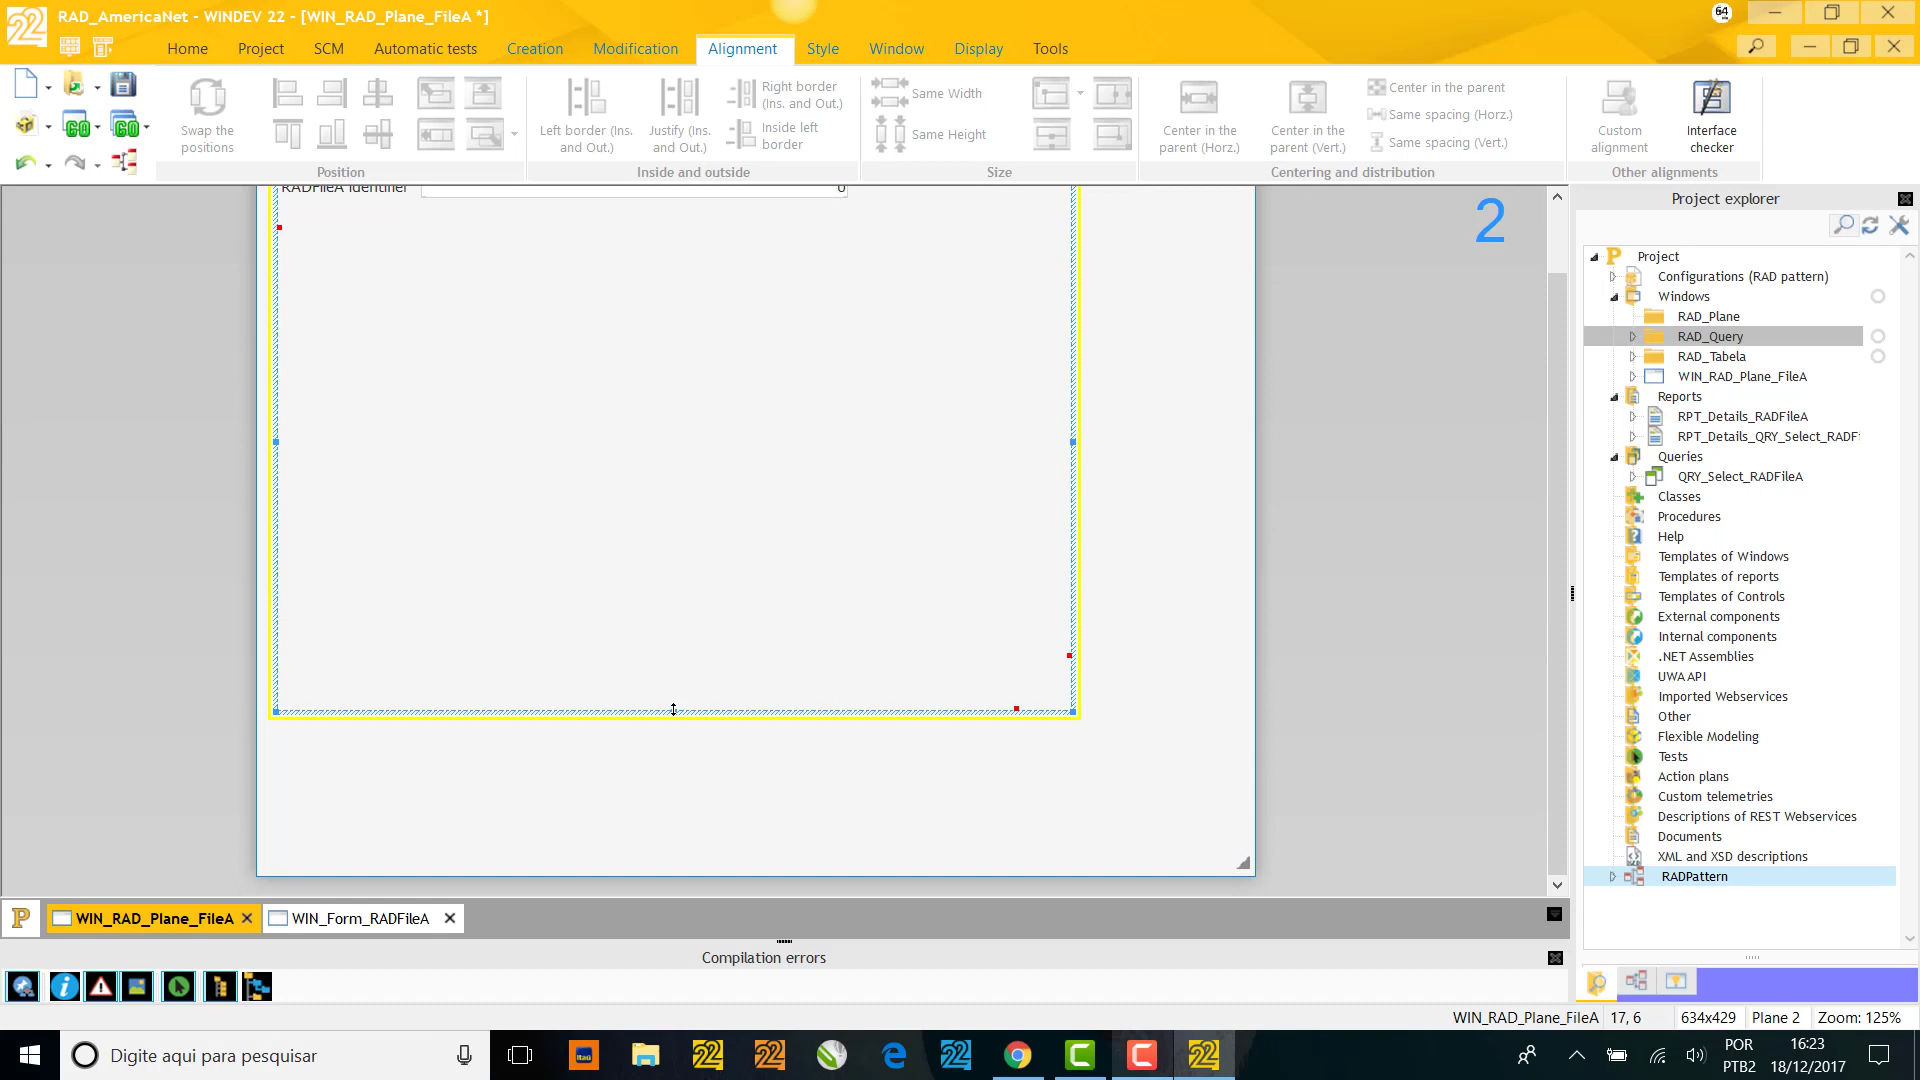 RAD_AmericaNet - WINDEV 22 - [WIN_RAD_Plane_FileA *]
64
22
Home Project SCM Automatic tests Creation Modification Alignment Style Window Display Tools
Swap the positions
Position
Left border (Ins. and Out.)
Justify (Ins. and Out.)
Right border (Ins. and Out.)
Inside left border
Inside and outside
Same Width
Same Height
Size
Center in the parent (Horz.)
Center in the parent (Vert.)
Center in the parent
Same spacing (Horz.)
Same spacing (Vert.)
Centering and distribution
Custom alignment
Interface checker
Other alignments
RADFileA Identifier 0
2
Project explorer
Project
Configurations (RAD pattern)
Windows
RAD_Plane
RAD_Query
RAD_Tabela
WIN_RAD_Plane_FileA
Reports
RPT_Details_RADFileA
RPT_Details_QRY_Select_RADF
Queries
QRY_Select_RADFileA
Classes
Procedures
Help
Templates of Windows
Templates of reports
Templates of Controls
External components
Internal components
.NET Assemblies
UWA API
Imported Webservices
Other
Flexible Modeling
Tests
Action plans
Custom telemetries
Descriptions of REST Webservices
Documents
XML and XSD descriptions
RADPattern
WIN_RAD_Plane_FileA WIN_Form_RADFileA
Compilation errors
WIN_RAD_Plane_FileA 17, 6 634x429 Plane 2 Zoom: 125%
Digite aqui para pesquisar
POR
PTB2
16:23
18/12/2017